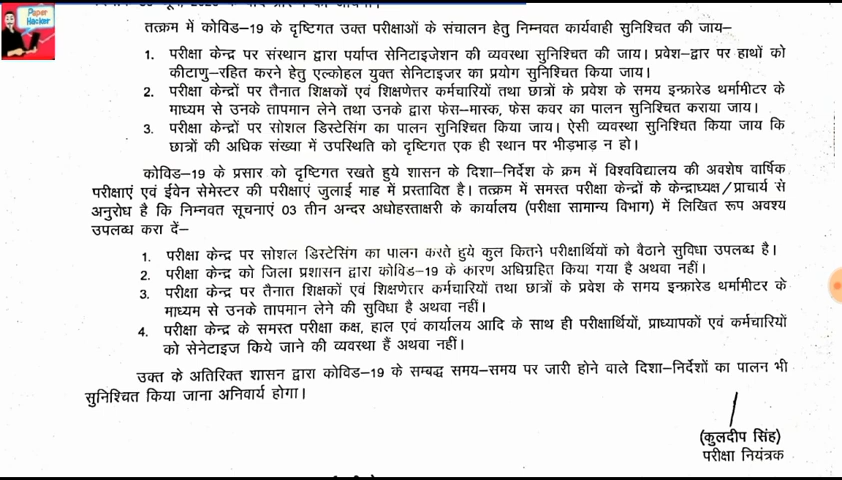 Paper
Hacker
तत्क्रम में कोविड–19 के दृष्टिगत उक्त परीक्षाओं के संचालन हेतु निम्नवत कार्यवाही सुनिश्चित की जाय–
1. परीक्षा केन्द्र पर संस्थान द्वारा पर्याप्त सेनिटाइजेशन की व्यवस्था सुनिश्चित की जाय। प्रवेश–द्वार पर हाथों को
कीटाणु–रहित करने हेतु एल्कोहल युक्त सेनिटाइजर का प्रयोग सुनिश्चित किया जाय।
2. परीक्षा केन्द्रों पर तैनात शिक्षकों एवं शिक्षणेत्तर कर्मचारियों तथा छात्रों के प्रवेश के समय इन्फ्रारेड थर्मामीटर के
माध्यम से उनके तापमान लेने तथा उनके द्वारा फेस–मास्क, फेस कवर का पालन सुनिश्चित कराया जाय।
3. परीक्षा केन्द्रों पर सोशल डिस्टेसिंग का पालन सुनिश्चित किया जाय। ऐसी व्यवस्था सुनिश्चित किया जाय कि
छात्रों की अधिक संख्या में उपस्थिति को दृष्टिगत एक ही स्थान पर भीड़भाड़ न हो।
कोविड–19 के प्रसार को दृष्टिगत रखते हुये शासन के दिशा–निर्देश के क्रम में विश्वविद्यालय की अवशेष वार्षिक
परीक्षाएं एवं ईवेन सेमेस्टर की परीक्षाएं जुलाई माह में प्रस्तावित है। तत्क्रम में समस्त परीक्षा केन्द्रों के केन्द्राध्यक्ष/प्राचार्य से
अनुरोध है कि निम्नवत सूचनाएं 03 तीन अन्दर अधोहस्ताक्षरी के कार्यालय (परीक्षा सामान्य विभाग) में लिखित रूप अवश्य
उपलब्ध करा दें–
1. परीक्षा केन्द्र पर सोशल डिस्टेसिंग का पालन करते हुये कुल कितने परीक्षार्थियों को बैठाने सुविधा उपलब्ध है।
2. परीक्षा केन्द्र को जिला प्रशासन द्वारा कोविड–19 के कारण अधिग्रहित किया गया है अथवा नहीं।
3. परीक्षा केन्द्र पर तैनात शिक्षकों एवं शिक्षणेत्तर कर्मचारियों तथा छात्रों के प्रवेश के समय इन्फ्रारेड थर्मामीटर के
माध्यम से उनके तापमान लेने की सुविधा है अथवा नहीं।
4. परीक्षा केन्द्र के समस्त परीक्षा कक्ष, हाल एवं कार्यालय आदि के साथ ही परीक्षार्थियों, प्राध्यापकों एवं कर्मचारियों
को सेनेटाइज किये जाने की व्यवस्था हैं अथवा नहीं।
उक्त के अतिरिक्त शासन द्वारा कोविड–19 के सम्बद्ध समय–समय पर जारी होने वाले दिशा–निर्देशों का पालन भी
सुनिश्चित किया जाना अनिवार्य होगा।
(कुलदीप सिंह)
परीक्षा नियंत्रक